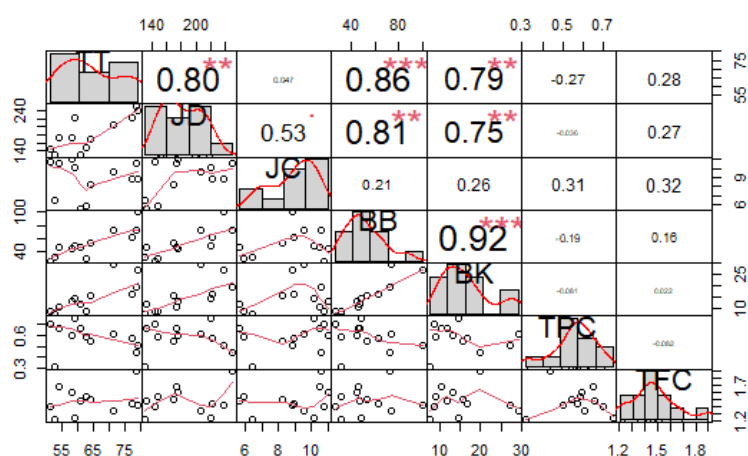 140 200 40 80 0.3 0.5 0.7
TT 0.80** 0.047 0.86*** 0.79** -0.27 0.28 55 75
140 240 JD 0.53 . 0.81** 0.75** -0.036 0.27
JC 0.21 0.26 0.31 0.32 6 9
40 100 BB 0.92*** -0.19 0.16
BK -0.081 0.022 10 25
0.3 0.6 TPC -0.082
TFC 1.2 1.7
55 65 75 6 8 10 10 20 30 1.2 1.5 1.8